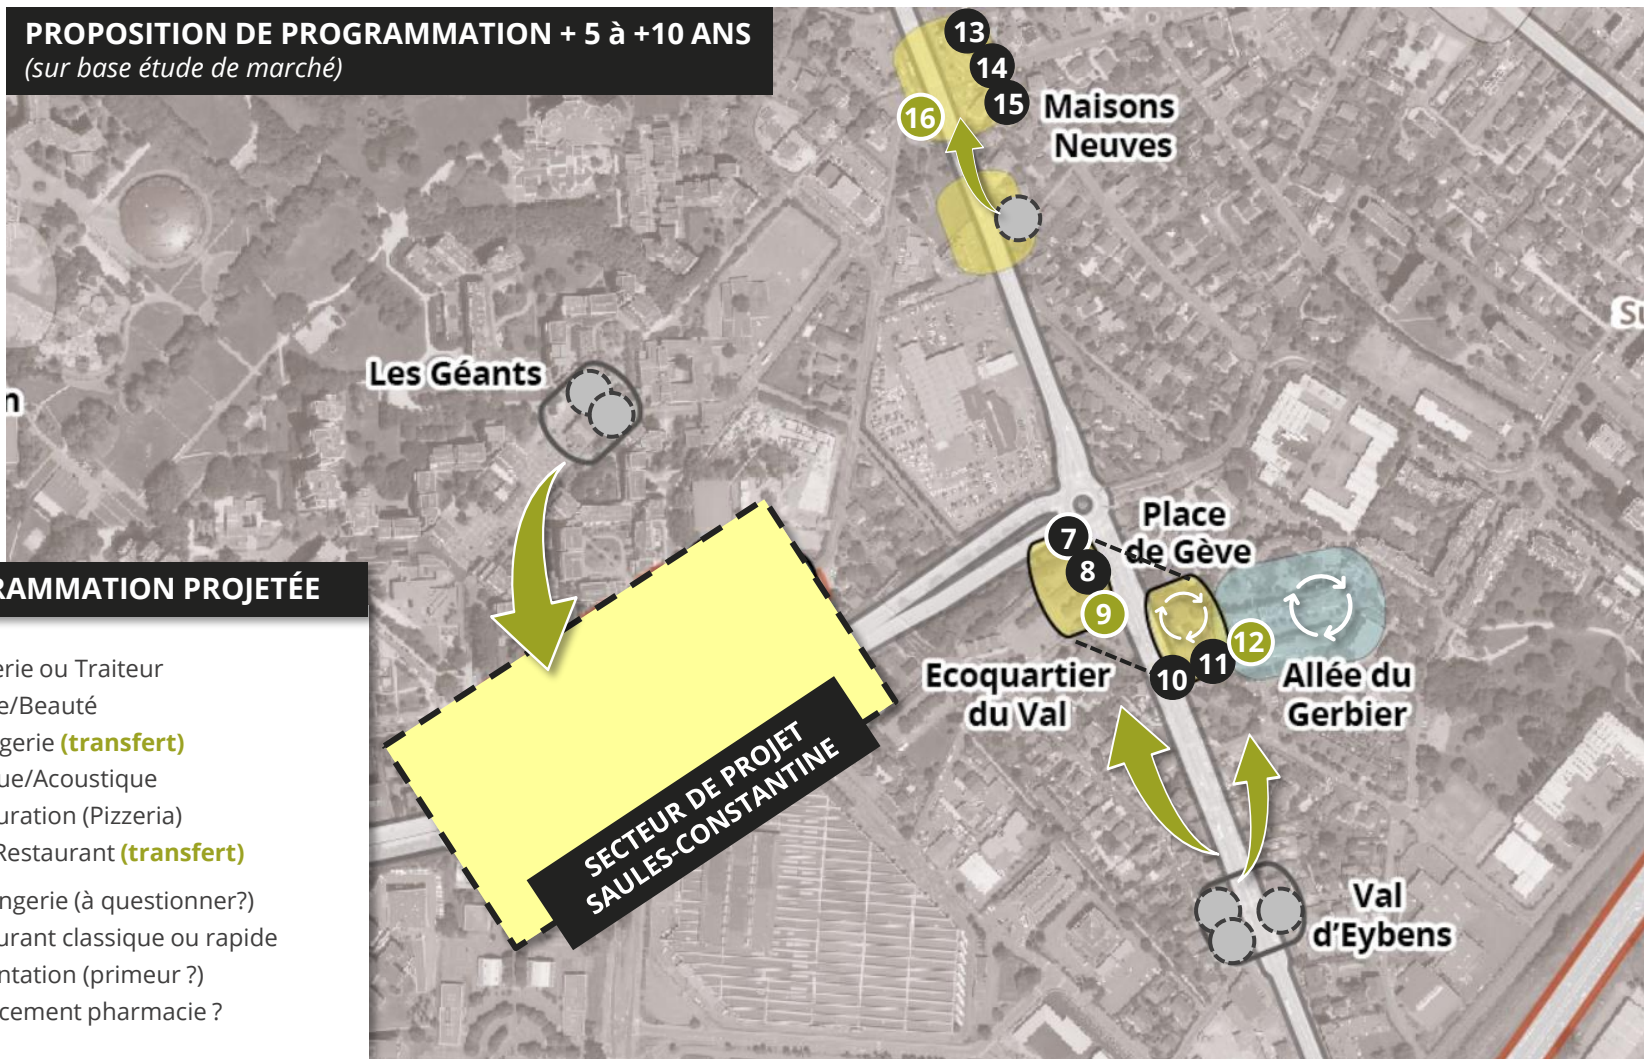 PROPOSITION DE PROGRAMMATION + 5 à +10 ANS
(sur base étude de marché)
13
14
15
16
Maisons
Neuves
Les Géants
n
Place
de Gève
7
8
9
10
11
12
Ecoquartier
du Val
Allée du
Gerbier
SECTEUR DE PROJET
SAULES-CONSTANTINE
Val
d'Eybens
RAMMATION PROJETÉE
erie ou Traiteur
e/Beauté
gerie (transfert)
ue/Acoustique
uration (Pizzeria)
Restaurant (transfert)
ngerie (à questionner?)
urant classique ou rapide
ntation (primeur ?)
cement pharmacie ?